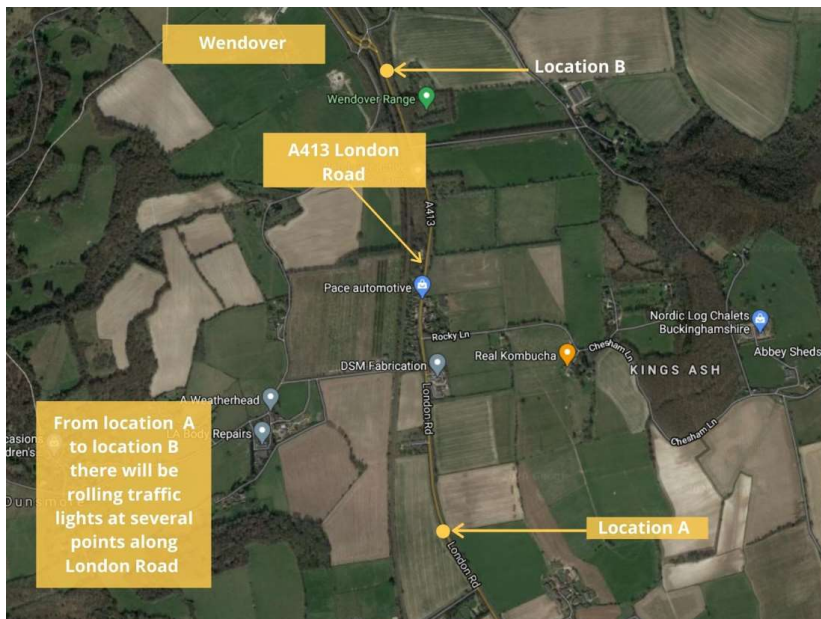 Wendover
Location B
Wendover Range
A413 London
Road
A413
Pace automotive
Rocky Ln
Nordic Log Chalets
Buckinghamshire
Chesham Ln
Real Kombucha
Abbey Sheds
DSM Fabrication
KINGS ASH
A Weatherhead
London Rd
From location A
to location B
there will be
rolling traffic
lights at several
points along
London Road
Body Repairs
Chesham Ln
Location A
London Rd